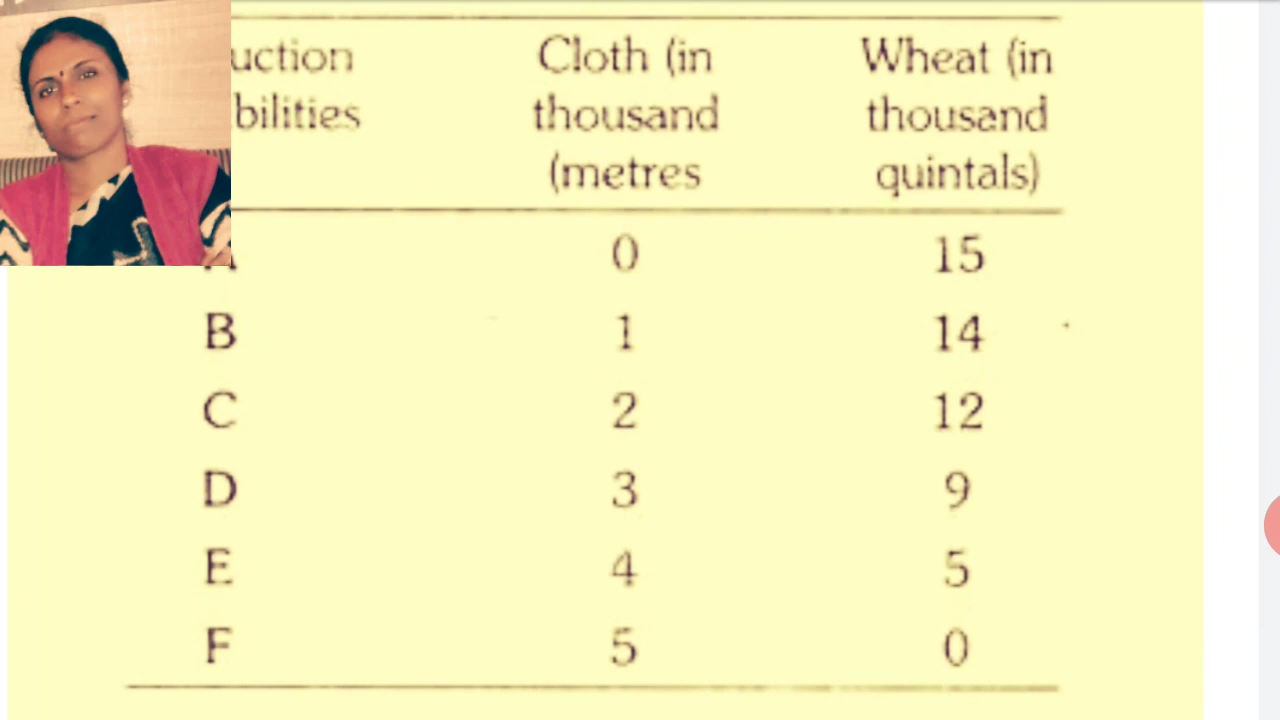 uction Cloth (in Wheat (in
bilities thousand thousand
(metres quintals)
0 15
B 1 14
C 2 12
D 3 9
E 4 5
F 5 0